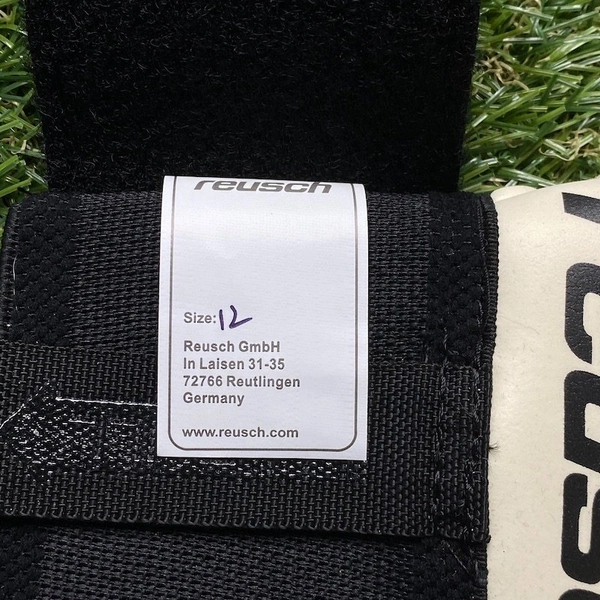 reusch
Size: 12
Reusch GmbH
In Laisen 31-35
72766 Reutlingen
Germany
www.reusch.com